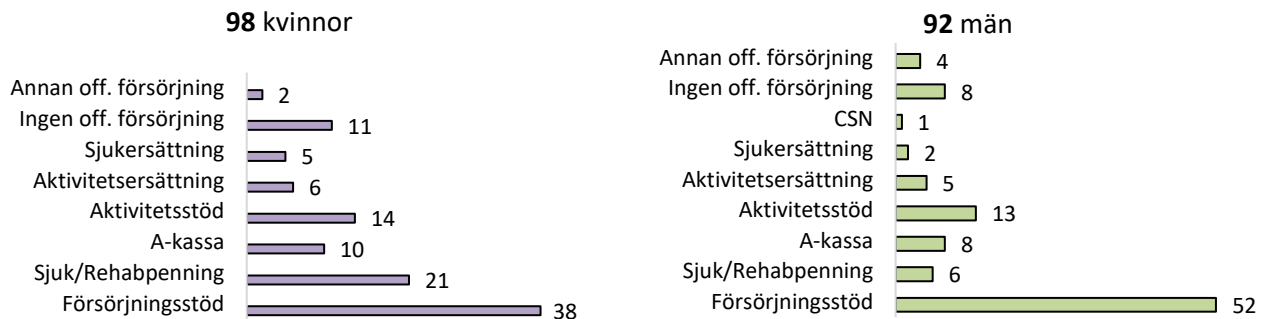 98 kvinnor
Annan off. försörjning 2
Ingen off. försörjning 11
Sjukersättning 5
Aktivitetsersättning 6
Aktivitetsstöd 14
A-kassa 10
Sjuk/Rehabpenning 21
Försörjningsstöd 38
92 män
Annan off. försörjning 4
Ingen off. försörjning 8
CSN 1
Sjukersättning 2
Aktivitetsersättning 5
Aktivitetsstöd 13
A-kassa 8
Sjuk/Rehabpenning 6
Försörjningsstöd 52